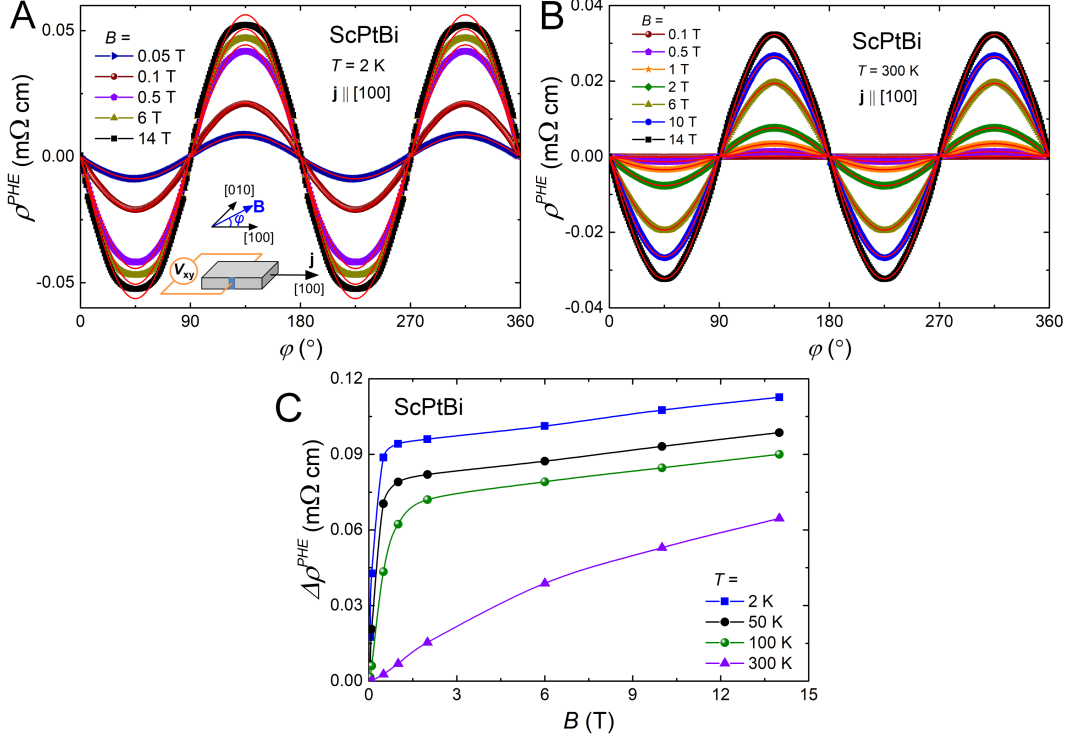 A
ScPtBi
B =
T = 2 K
j || [100]
0.05 T
0.1 T
0.5 T
6 T
14 T
0.05
0.00
-0.05
ρ^PHE (mΩ cm)
[010]
B
φ
[100]
V_xy
j
[100]
0 90 180 270 360
φ (°)
B
ScPtBi
B =
T = 300 K
j || [100]
0.1 T
0.5 T
1 T
2 T
6 T
10 T
14 T
0.04
0.02
0.00
-0.02
-0.04
ρ^PHE (mΩ cm)
0 90 180 270 360
φ (°)
C
ScPtBi
0.12
0.09
0.06
0.03
0.00
Δρ^PHE (mΩ cm)
T =
2 K
50 K
100 K
300 K
0 3 6 9 12 15
B (T)